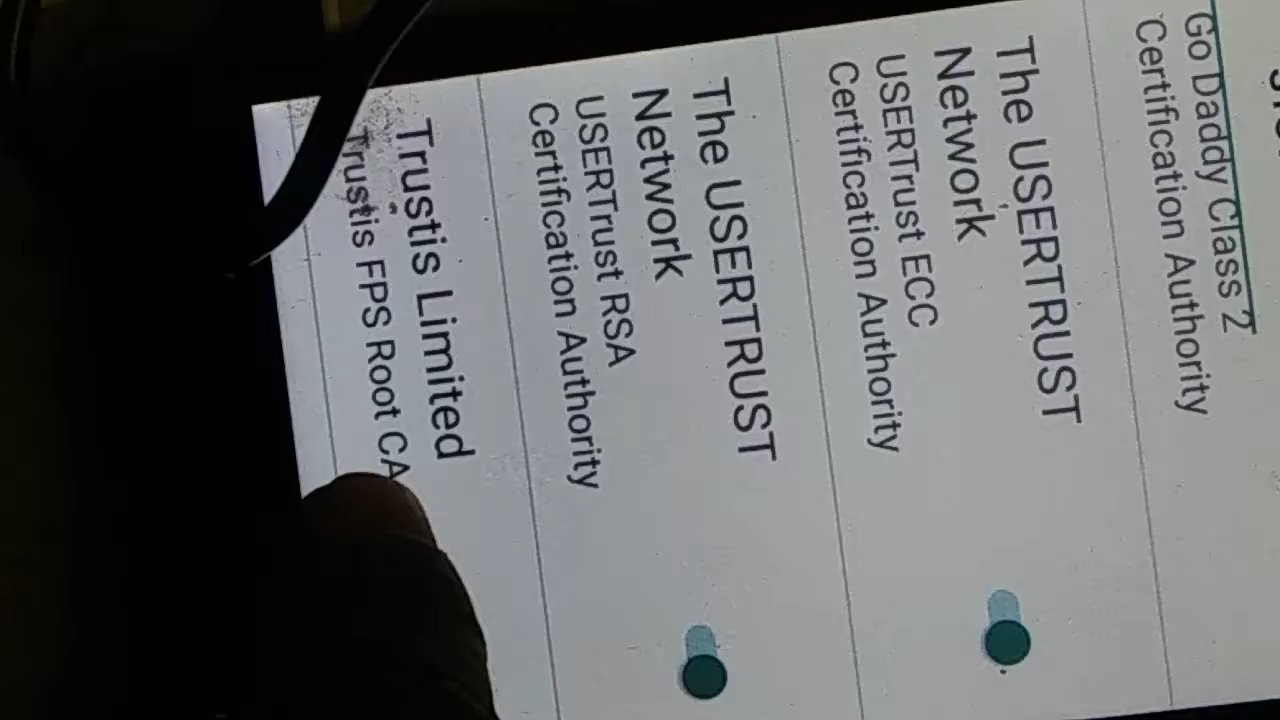 Go Daddy Class 2
Certification Authority
The USERTRUST
Network
USERTrust ECC
Certification Authority
The USERTRUST
Network
USERTrust RSA
Certification Authority
Trustis Limited
Trustis FPS Root CA